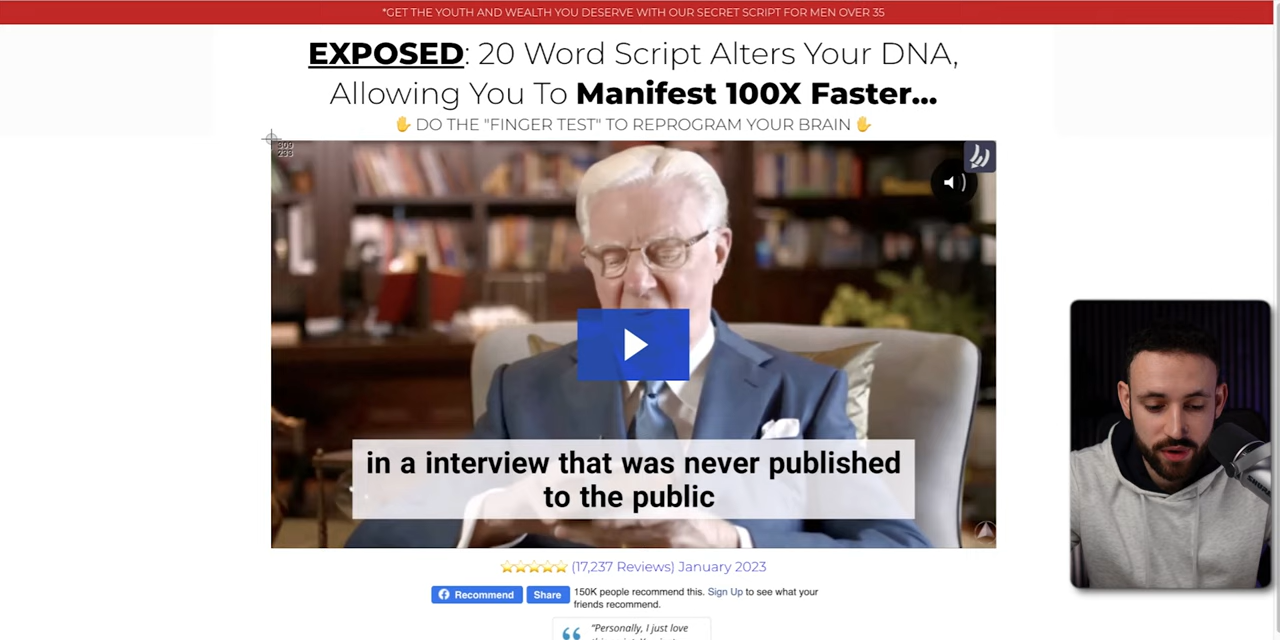 *GET THE YOUTH AND WEALTH YOU DESERVE WITH OUR SECRET SCRIPT FOR MEN OVER 35
EXPOSED: 20 Word Script Alters Your DNA,
Allowing You To Manifest 100X Faster...
✋ DO THE "FINGER TEST" TO REPROGRAM YOUR BRAIN ✋
309
233
in a interview that was never published
to the public
SHURE
(17,237 Reviews) January 2023
Recommend
Share
150K people recommend this. Sign Up to see what your
friends recommend.
"Personally, I just love